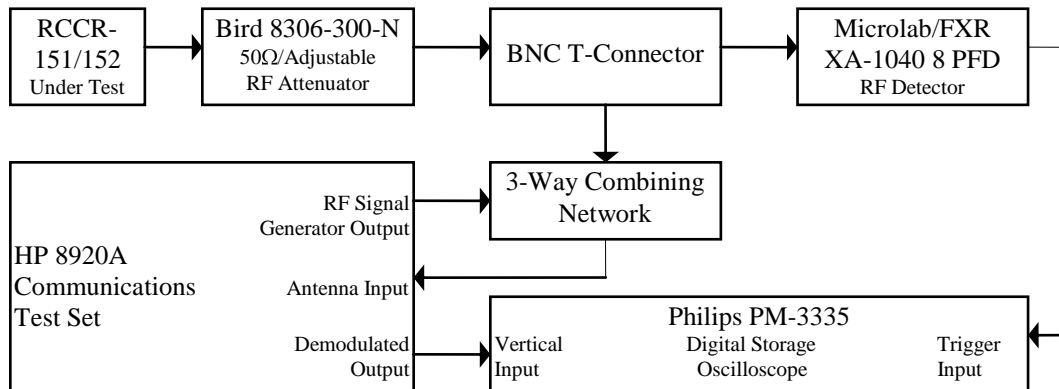 RCCR-
151/152
Under Test
Bird 8306-300-N
50Ω/Adjustable
RF Attenuator
BNC T-Connector
Microlab/FXR
XA-1040 8 PFD
RF Detector
3-Way Combining
Network
HP 8920A
Communications
Test Set
RF Signal
Generator Output
Antenna Input
Demodulated
Output
Vertical
Input
Philips PM-3335
Digital Storage
Oscilloscope
Trigger
Input